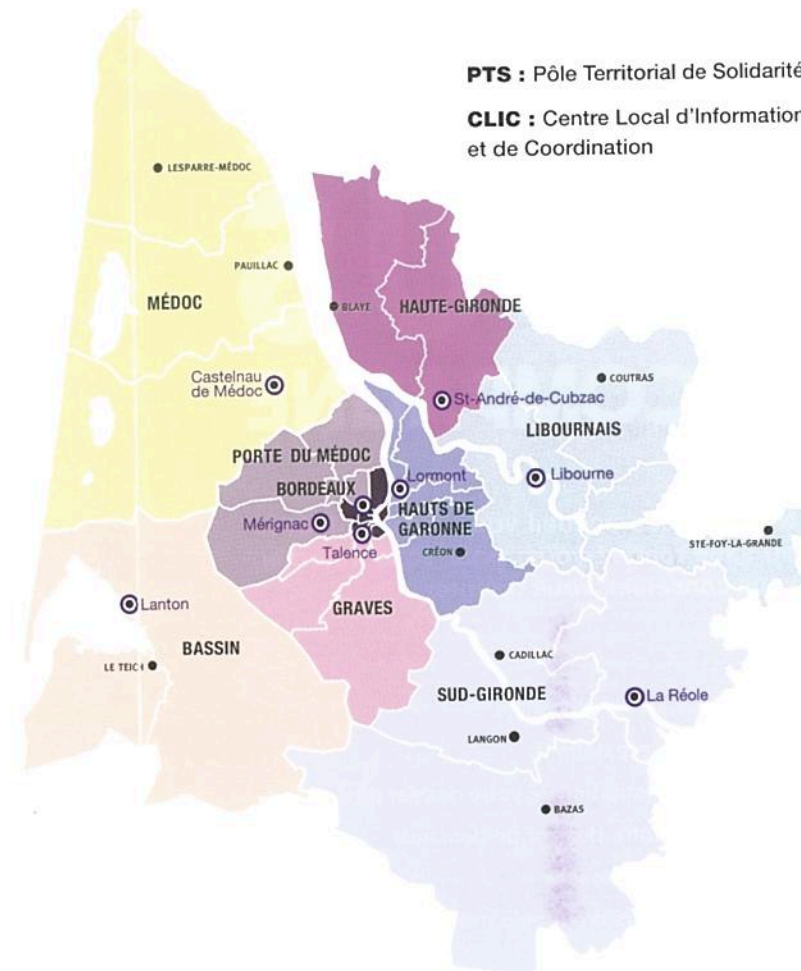 PTS : Pôle Territorial de Solidarité
CLIC : Centre Local d'Information
et de Coordination
LESPARRE-MÉDOC
PAUILLAC
MÉDOC
BLAYE
HAUTE-GIRONDE
Castelnau
de Médoc
St-André-de-Cubzac
COUTRAS
LIBOURNAIS
PORTE DU MÉDOC
BORDEAUX
Lormont
Libourne
Mérignac
HAUTS DE
GARONNE
Talence
CRÉON
STE-FOY-LA-GRANDE
Lanton
GRAVES
BASSIN
LE TEICH
CADILLAC
SUD-GIRONDE
La Réole
LANGON
BAZAS